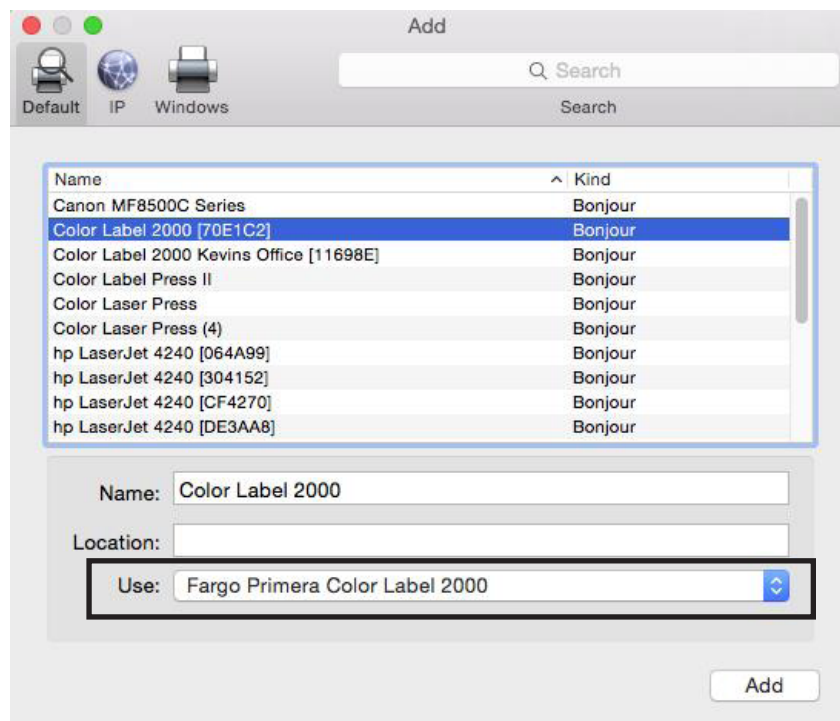 Add
Search
Default IP Windows Search
Name Kind
Canon MF8500C Series Bonjour
Color Label 2000 [70E1C2] Bonjour
Color Label 2000 Kevins Office [11698E] Bonjour
Color Label Press II Bonjour
Color Laser Press Bonjour
Color Laser Press (4) Bonjour
hp LaserJet 4240 [064A99] Bonjour
hp LaserJet 4240 [304152] Bonjour
hp LaserJet 4240 [CF4270] Bonjour
hp LaserJet 4240 [DE3AA8] Bonjour
Name: Color Label 2000
Location:
Use: Fargo Primera Color Label 2000
Add